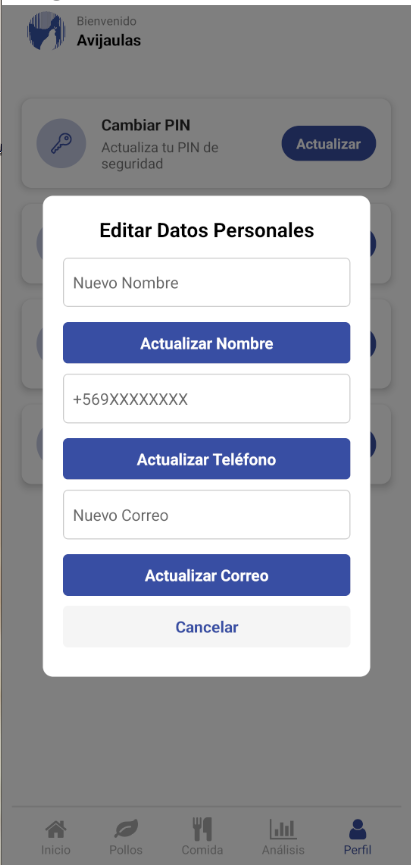 Bienvenido
Avijaulas
Cambiar PIN
Actualiza tu PIN de
seguridad
Actualizar
Editar Datos Personales
Nuevo Nombre
Actualizar Nombre
+569XXXXXXXX
Actualizar Teléfono
Nuevo Correo
Actualizar Correo
Cancelar
Inicio
Pollos
Comida
Análisis
Perfil